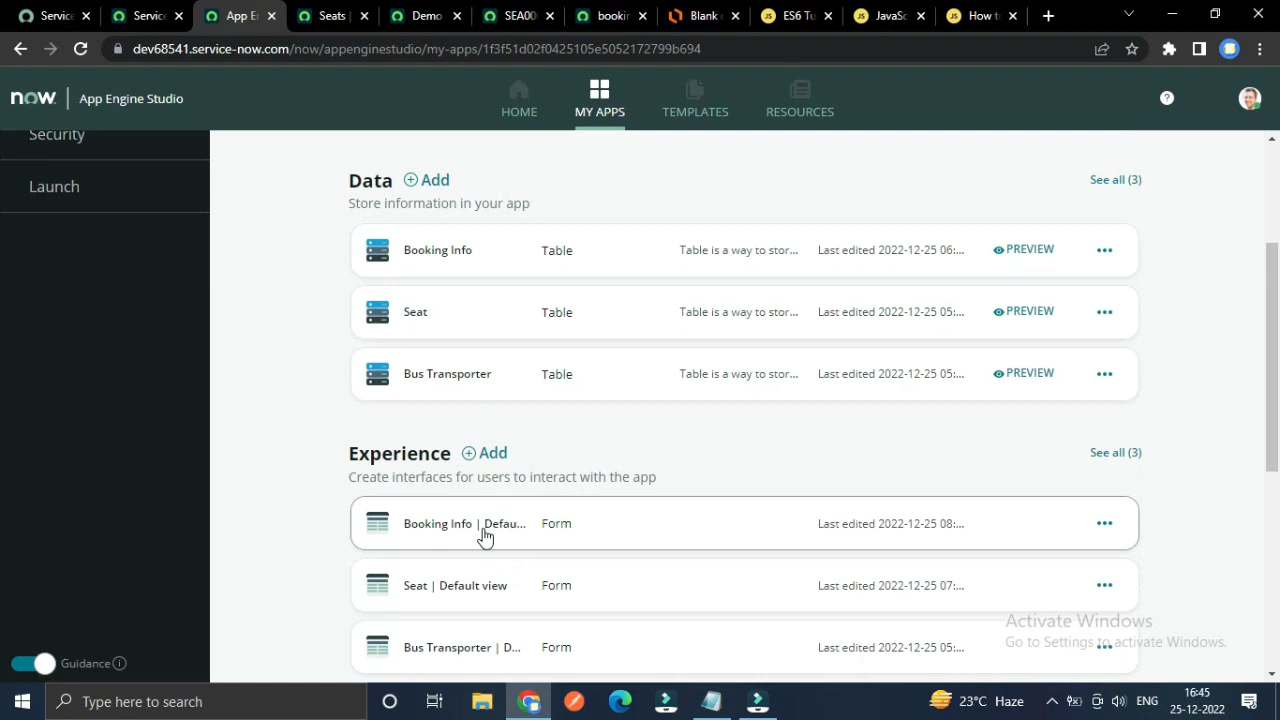 Servic
Servic
App En
Seats
Demo
SEA00
bookin
Blank
ES6 Tu
JavaSc
How to
dev68541.service-now.com/now/appenginestudio/my-apps/1f3f51d02f0425105e5052172799b694
now
App Engine Studio
HOME
MY APPS
TEMPLATES
RESOURCES
Security
Launch
Data Add
See all (3)
Store information in your app
Booking Info Table Table is a way to stor... Last edited 2022-12-25 06:... PREVIEW
Seat Table Table is a way to stor... Last edited 2022-12-25 05:... PREVIEW
Bus Transporter Table Table is a way to stor... Last edited 2022-12-25 05:... PREVIEW
Experience Add
See all (3)
Create interfaces for users to interact with the app
Booking Info | Defau... Form Last edited 2022-12-25 08:...
Seat | Default view Form Last edited 2022-12-25 07:...
Bus Transporter | D... Form Last edited 2022-12-25 05:...
Activate Windows
Go to Settings to activate Windows.
Guidance
Type here to search
23°C Haze
ENG
16:45
25-12-2022